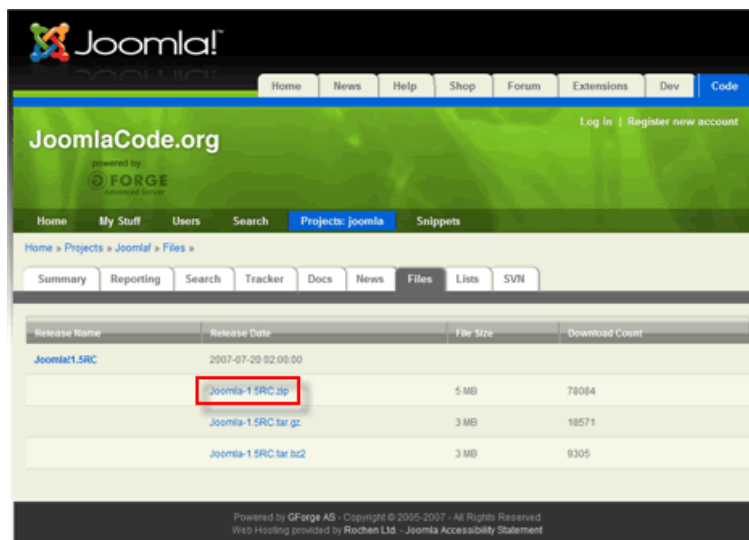 Joomla!™
Home News Help Shop Forum Extensions Dev Code
Log in | Register new account
JoomlaCode.org
powered by
FORGE
Advanced Server
Home My Stuff Users Search Projects: joomla Snippets
Home » Projects » Joomla! » Files »
Summary Reporting Search Tracker Docs News Files Lists SVN
Release Name Release Date File Size Download Count
Joomla!1.5RC 2007-07-20 02:00:00
Joomla-1.5RC.zip 5 MB 78084
Joomla-1.5RC.tar.gz 3 MB 18571
Joomla-1.5RC.tar.bz2 3 MB 9305
Powered by GForge AS - Copyright © 2005-2007 - All Rights Reserved
Web Hosting provided by Rochen Ltd. - Joomla Accessibility Statement